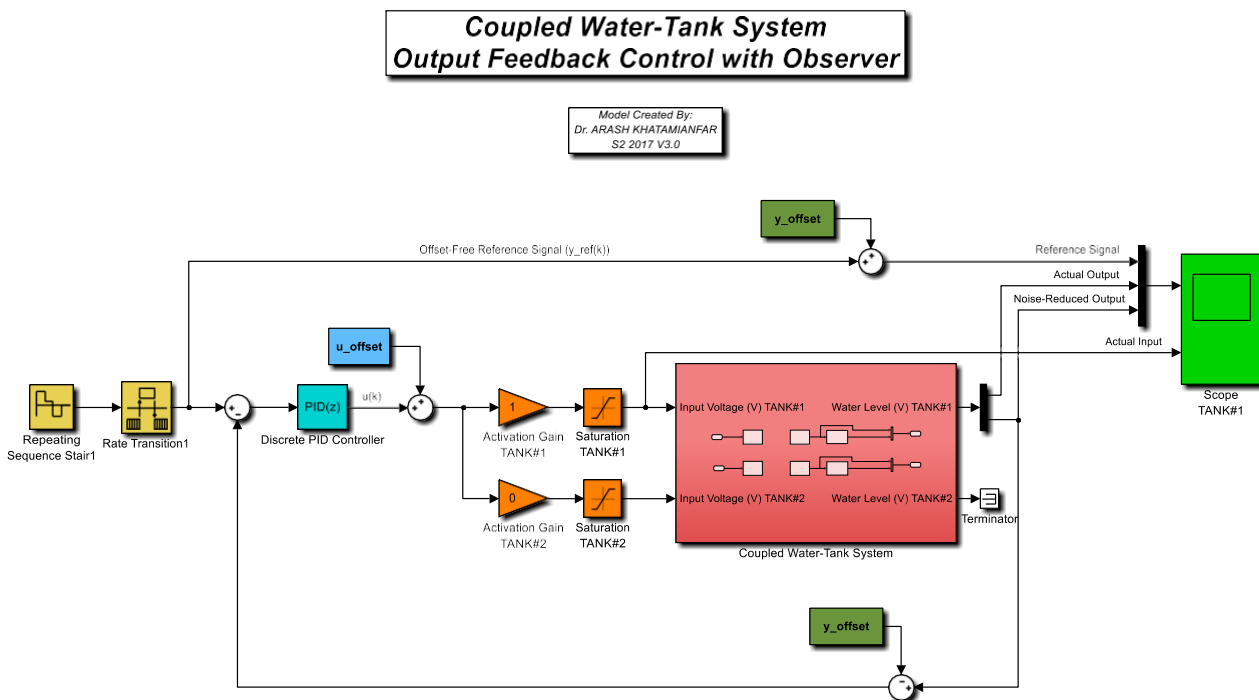 Coupled Water-Tank System
Output Feedback Control with Observer
Model Created By:
Dr. ARASH KHATAMIANFAR
S2 2017 V3.0
y_offset
Offset-Free Reference Signal (y_ref(k))
Reference Signal
Actual Output
Noise-Reduced Output
Actual Input
Scope
TANK#1
u_offset
Repeating
Sequence Stair1
Rate Transition1
PID(z)
Discrete PID Controller
u(k)
1
Activation Gain
TANK#1
Saturation
TANK#1
Input Voltage (V) TANK#1
Water Level (V) TANK#1
0
Activation Gain
TANK#2
Saturation
TANK#2
Input Voltage (V) TANK#2
Water Level (V) TANK#2
Terminator
Coupled Water-Tank System
y_offset